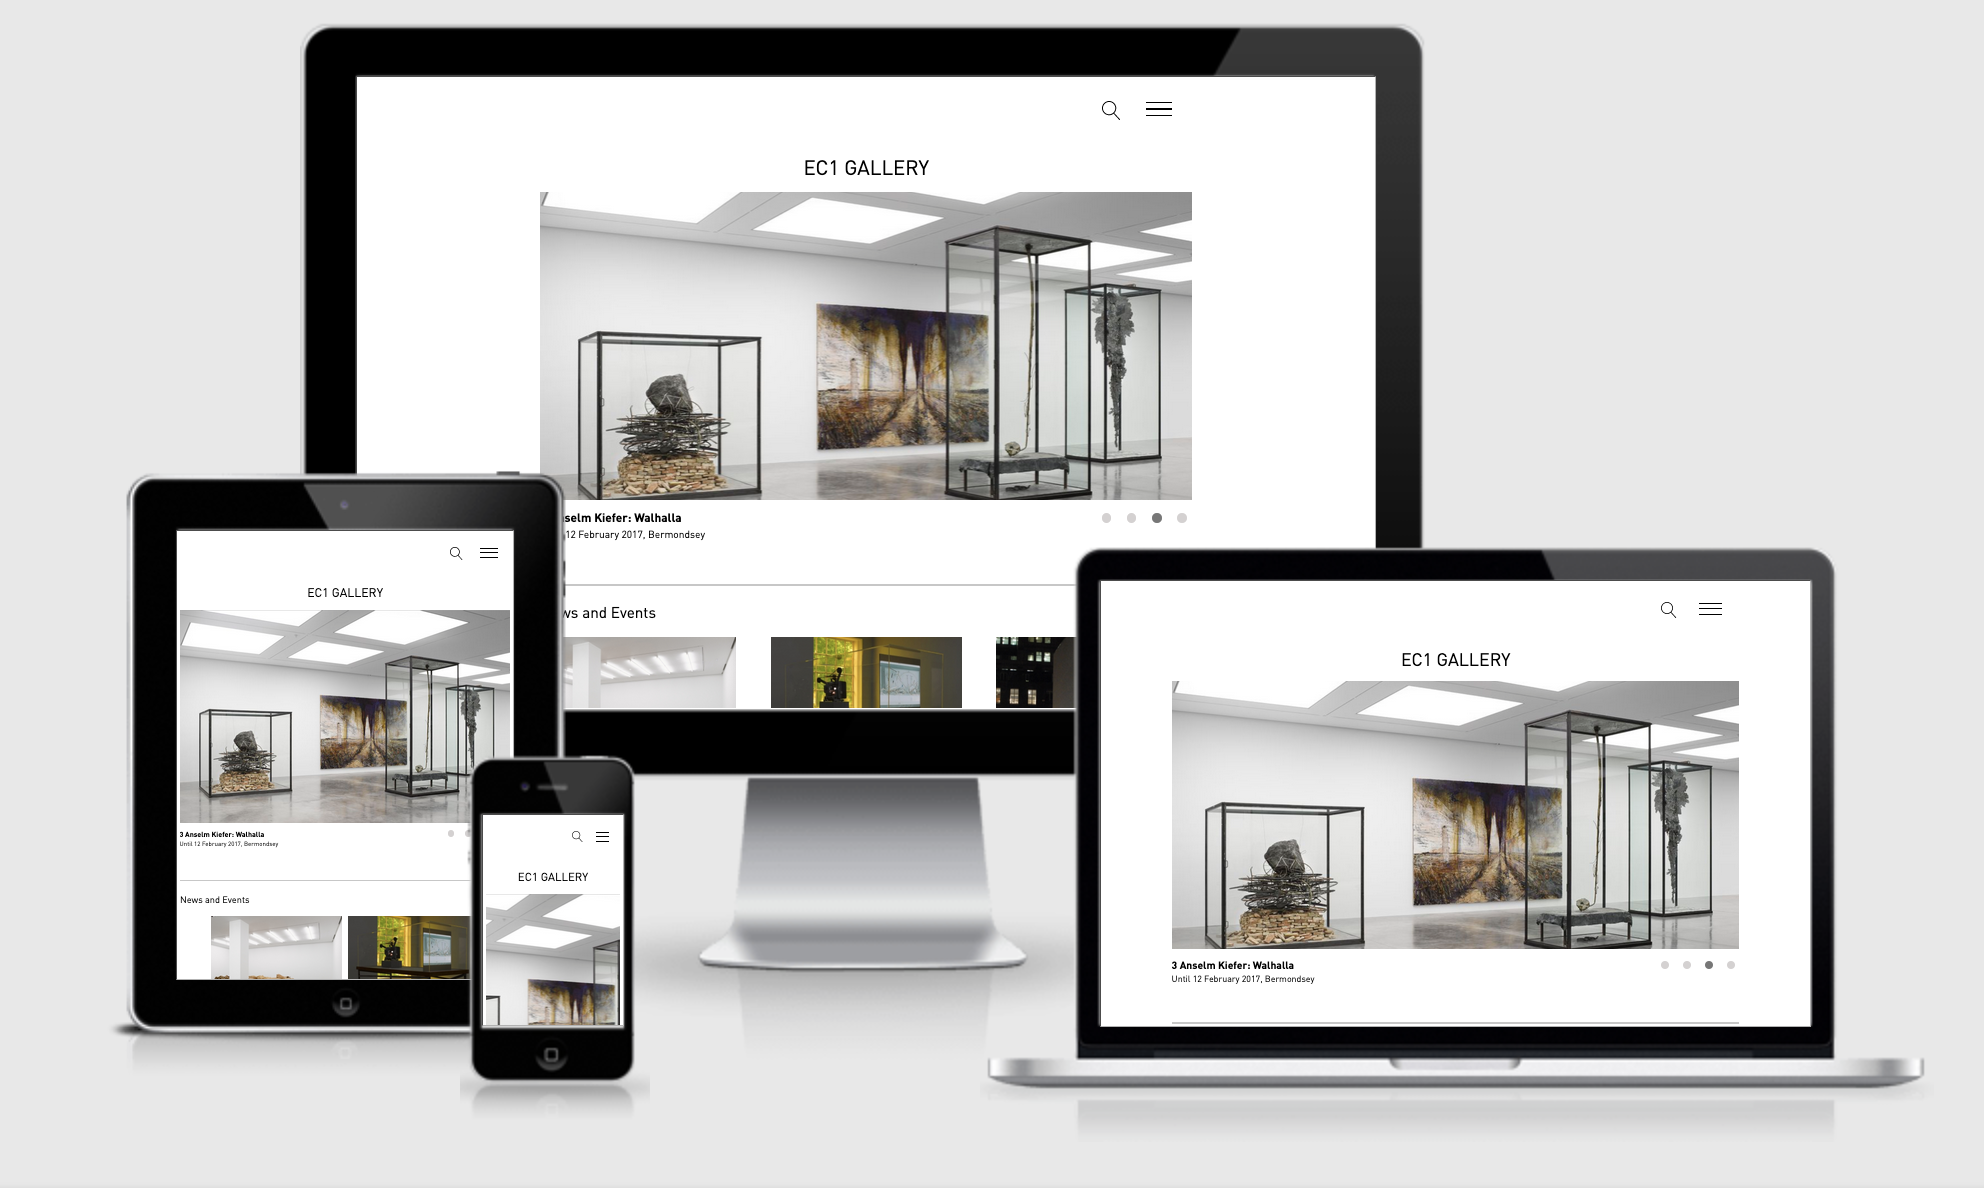 EC1 GALLERY
nselm Kiefer: Walhalla
12 February 2017, Bermondsey
ws and Events
EC1 GALLERY
3 Anselm Kiefer: Walhalla
Until 12 February 2017, Bermondsey
News and Events
EC1 GALLERY
EC1 GALLERY
3 Anselm Kiefer: Walhalla
Until 12 February 2017, Bermondsey